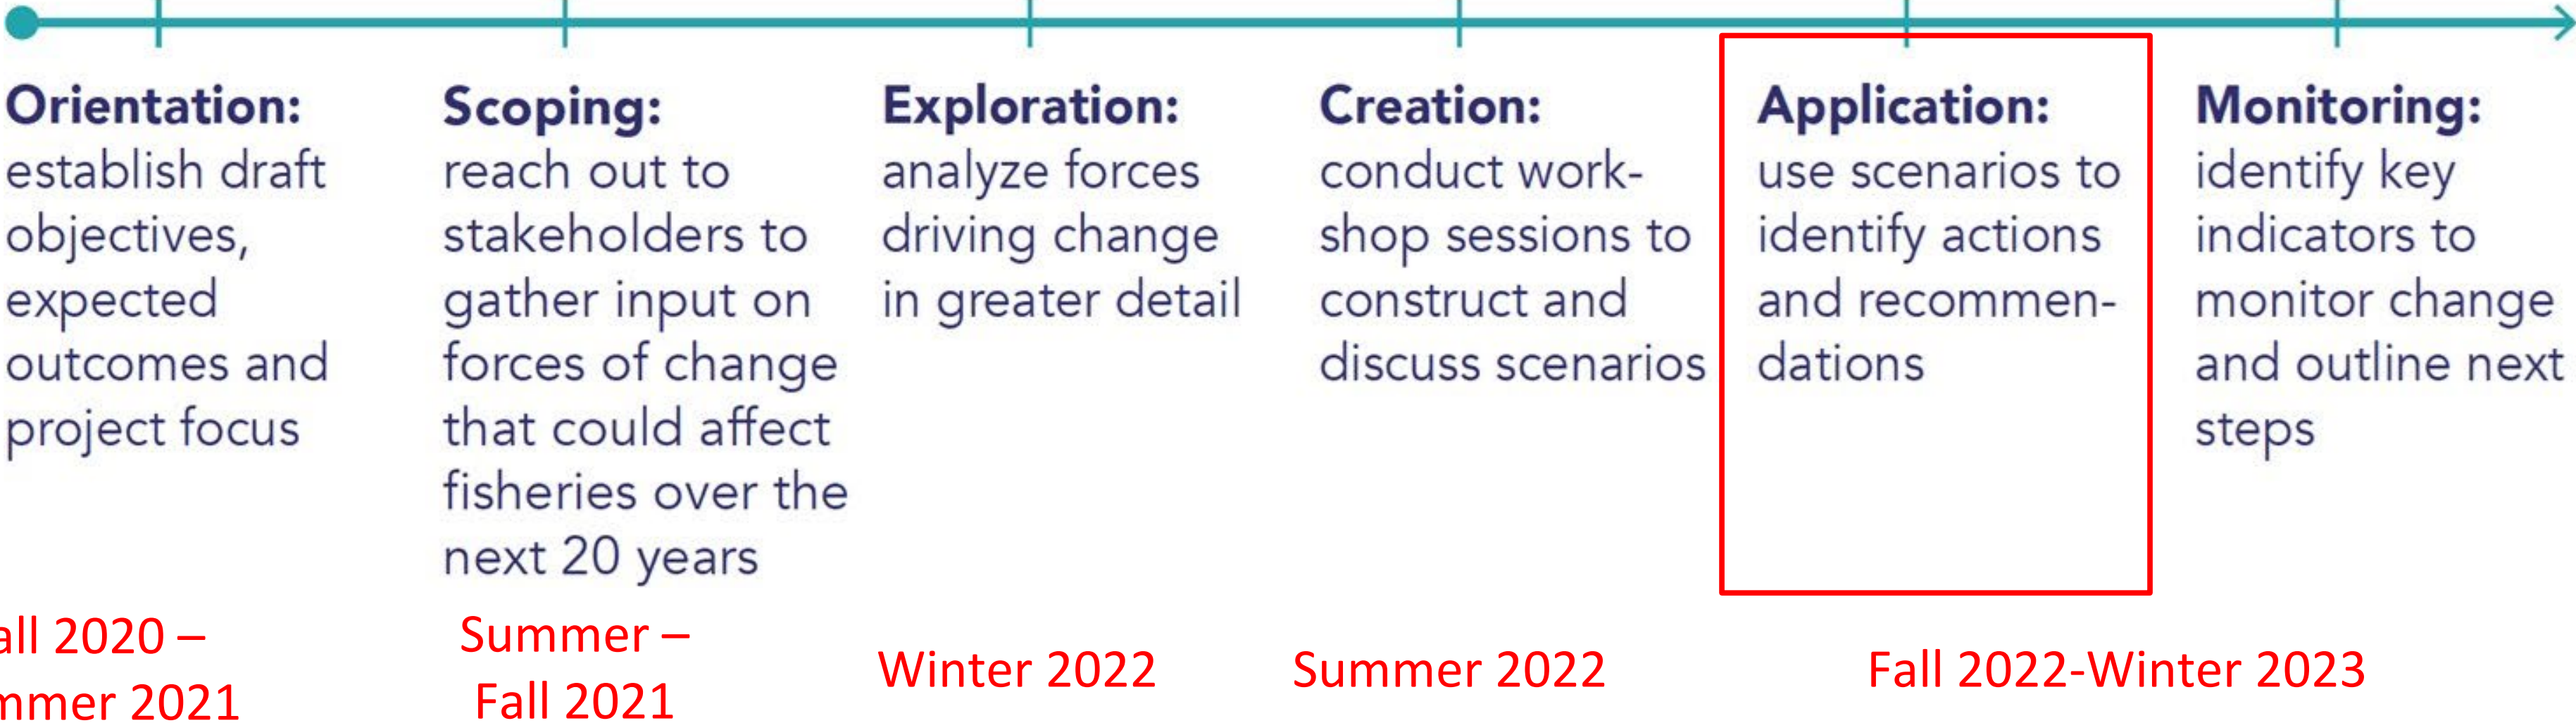 Orientation:
establish draft
objectives,
expected
outcomes and
project focus
Scoping:
reach out to
stakeholders to
gather input on
forces of change
that could affect
fisheries over the
next 20 years
Exploration:
analyze forces
driving change
in greater detail
Creation:
conduct work-
shop sessions to
construct and
discuss scenarios
Application:
use scenarios to
identify actions
and recommen-
dations
Monitoring:
identify key
indicators to
monitor change
and outline next
steps
all 2020 –
mmer 2021
Summer –
Fall 2021
Winter 2022
Summer 2022
Fall 2022-Winter 2023